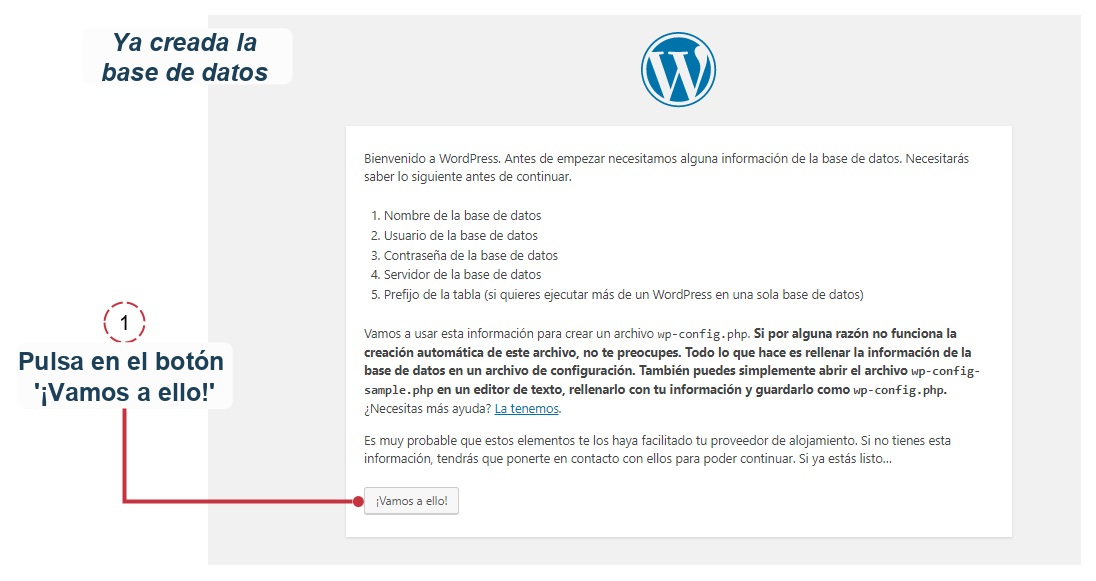 Ya creada la
base de datos
Bienvenido a WordPress. Antes de empezar necesitamos alguna información de la base de datos. Necesitarás
saber lo siguiente antes de continuar.
1. Nombre de la base de datos
2. Usuario de la base de datos
3. Contraseña de la base de datos
4. Servidor de la base de datos
5. Prefijo de la tabla (si quieres ejecutar más de un WordPress en una sola base de datos)
1
Pulsa en el botón
'¡Vamos a ello!'
Vamos a usar esta información para crear un archivo wp-config.php. Si por alguna razón no funciona la
creación automática de este archivo, no te preocupes. Todo lo que hace es rellenar la información de la
base de datos en un archivo de configuración. También puedes simplemente abrir el archivo wp-config-
sample.php en un editor de texto, rellenarlo con tu información y guardarlo como wp-config.php.
¿Necesitas más ayuda? La tenemos.
Es muy probable que estos elementos te los haya facilitado tu proveedor de alojamiento. Si no tienes esta
información, tendrás que ponerte en contacto con ellos para poder continuar. Si ya estás listo...
¡Vamos a ello!